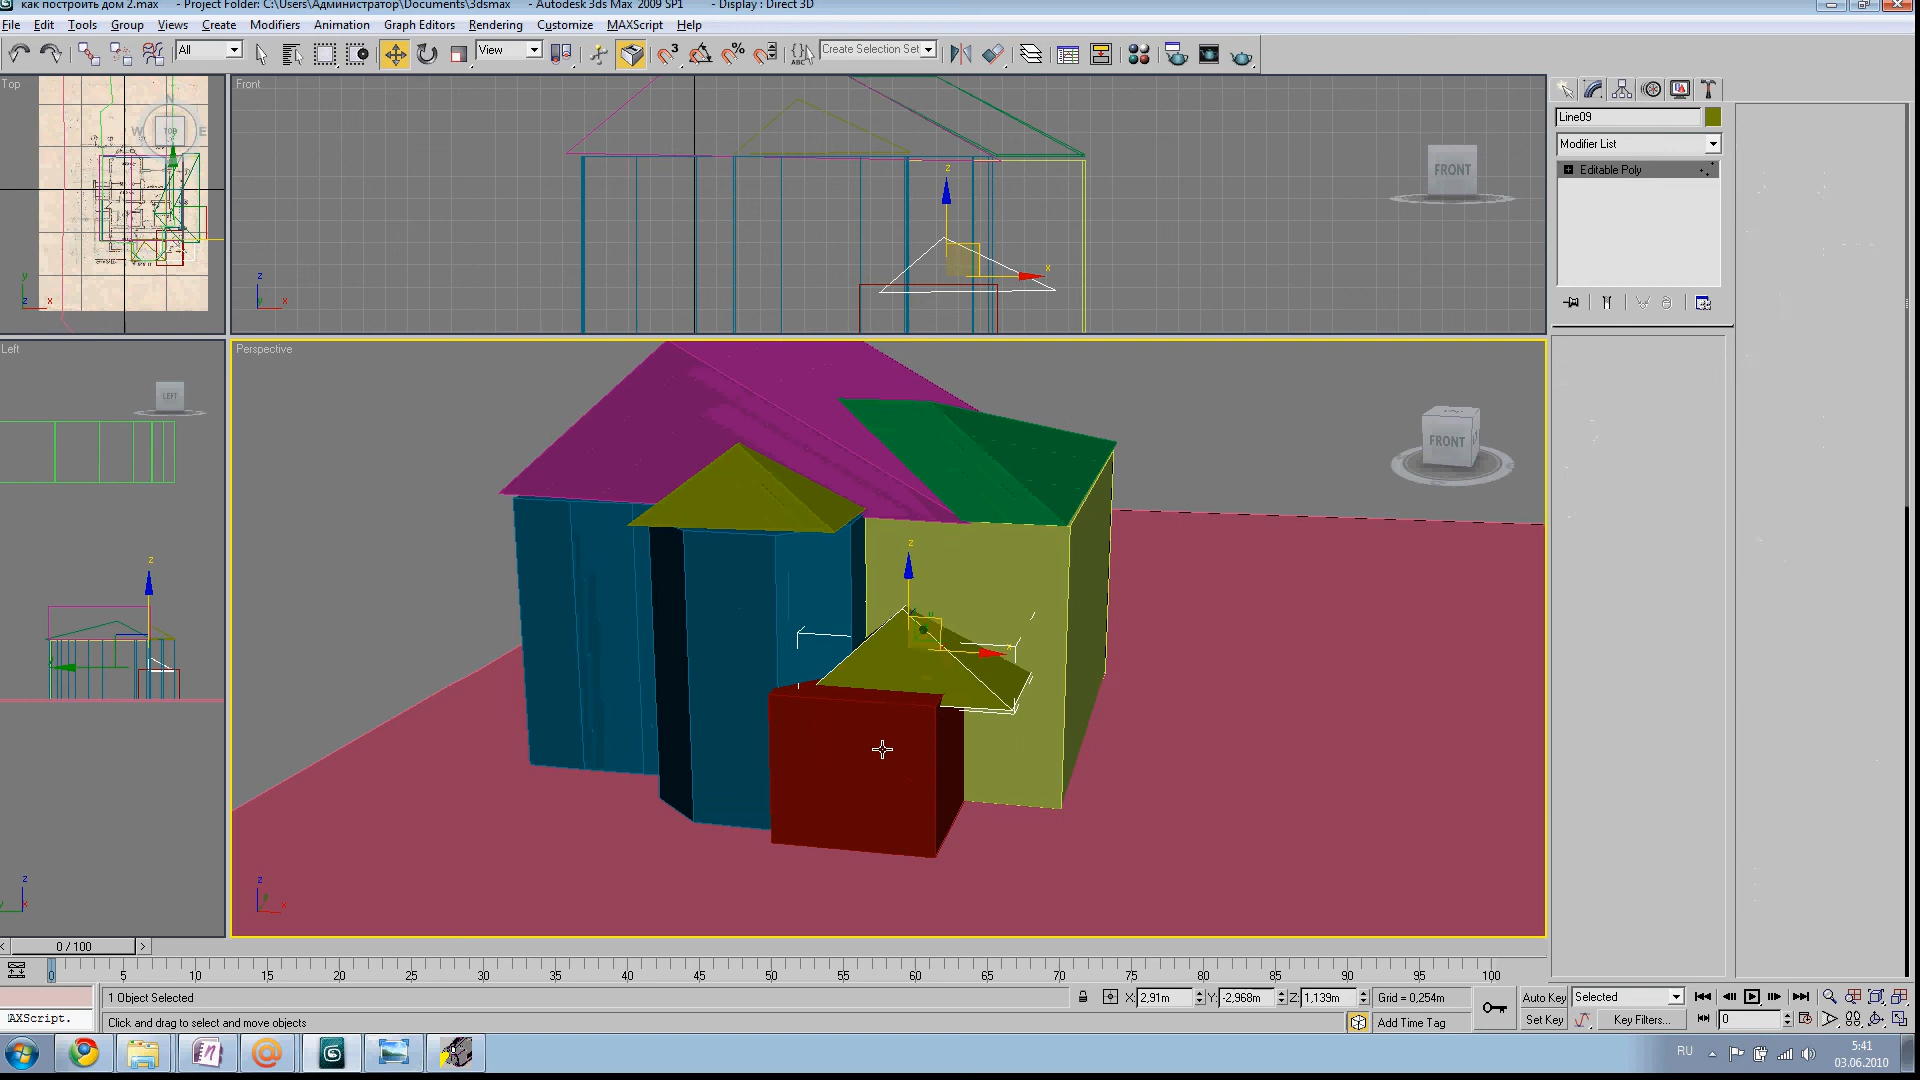 как построить дом 2.max - Project Folder: C:\Users\Администратор\Documents\3dsmax - Autodesk 3ds Max 2009 SP1 - Display : Direct 3D
File Edit Tools Group Views Create Modifiers Animation Graph Editors Rendering Customize MAXScript Help
All
View
3
%
ABC
Create Selection Set
Top
N
W
TOP
E
y
z
x
Front
z
x
FRONT
z
x
Line09
Modifier List
Editable Poly
Left
LEFT
z
z
y
Perspective
FRONT
z
y
x
z
x
0 / 100
0 5 10 15 20 25 30 35 40 45 50 55 60 65 70 75 80 85 90 95 100
1 Object Selected
X: 2,91m Y: -2,968m Z: 1,139m
Grid = 0,254m
Auto Key
Selected
AXScript.
Click and drag to select and move objects
Add Time Tag
Set Key
Key Filters...
0
RU
5:41
03.06.2010